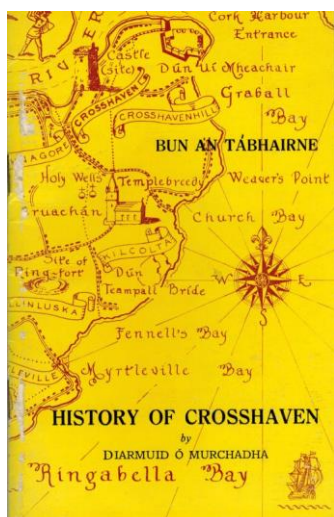 Cork Harbour
Entrance
RIVER
Castle
(site)
Dún Uí Mheachair
Graball
Bay
CROSSHAVEN
CROSSHAVENHILL
BUN AN TÁBHAIRNE
Holy Wells
Templebreedy
Weaver's Point
Cruachán
Church Bay
KILCOLTA
Site of
Ring-fort
Dún
Teampall Bríde
W
E
S
Fennell's Bay
Myrtleville Bay
HISTORY OF CROSSHAVEN
by
DIARMUID Ó MURCHADHA
Ringabella Bay